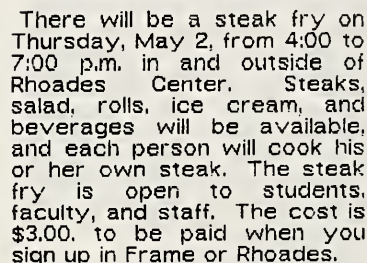 There will be a steak fry on
Thursday, May 2, from 4:00 to
7:00 p.m. in and outside of
Rhoades Center. Steaks,
salad, rolls, ice cream, and
beverages will be available,
and each person will cook his
or her own steak. The steak
fry is open to students,
faculty, and staff. The cost is
$3.00, to be paid when you
sign up in Frame or Rhoades.